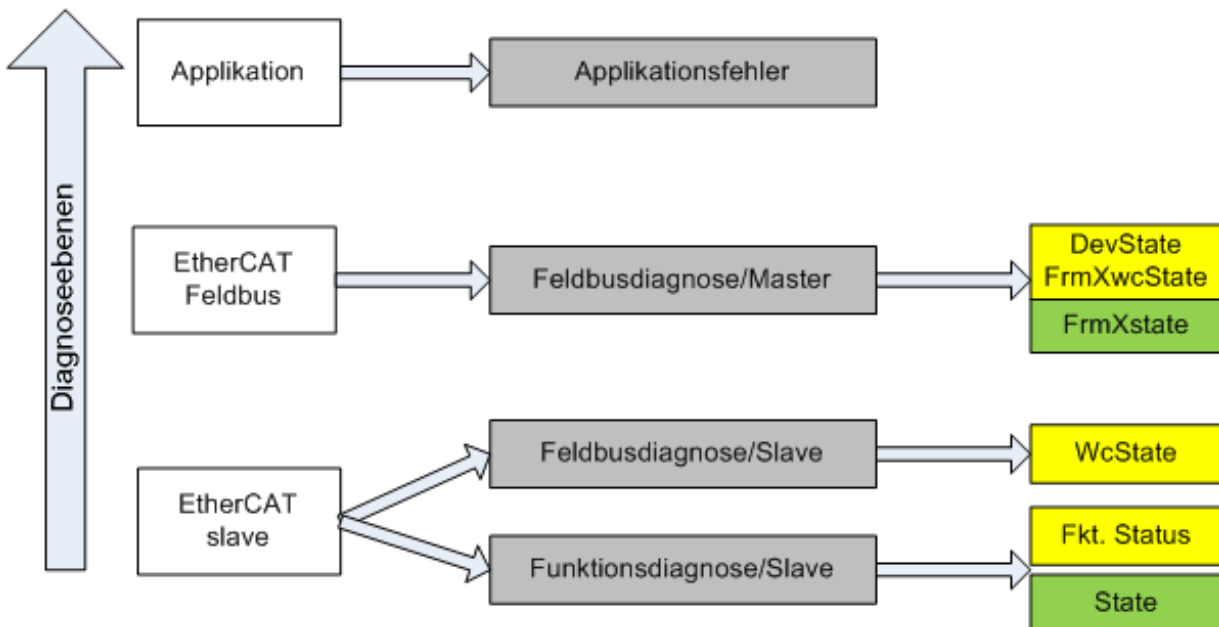 Diagnoseebenen
Applikation
Applikationsfehler
EtherCAT
Feldbus
Feldbusdiagnose/Master
DevState
FrmXwcState
FrmXstate
EtherCAT
slave
Feldbusdiagnose/Slave
WcState
Funktionsdiagnose/Slave
Fkt. Status
State